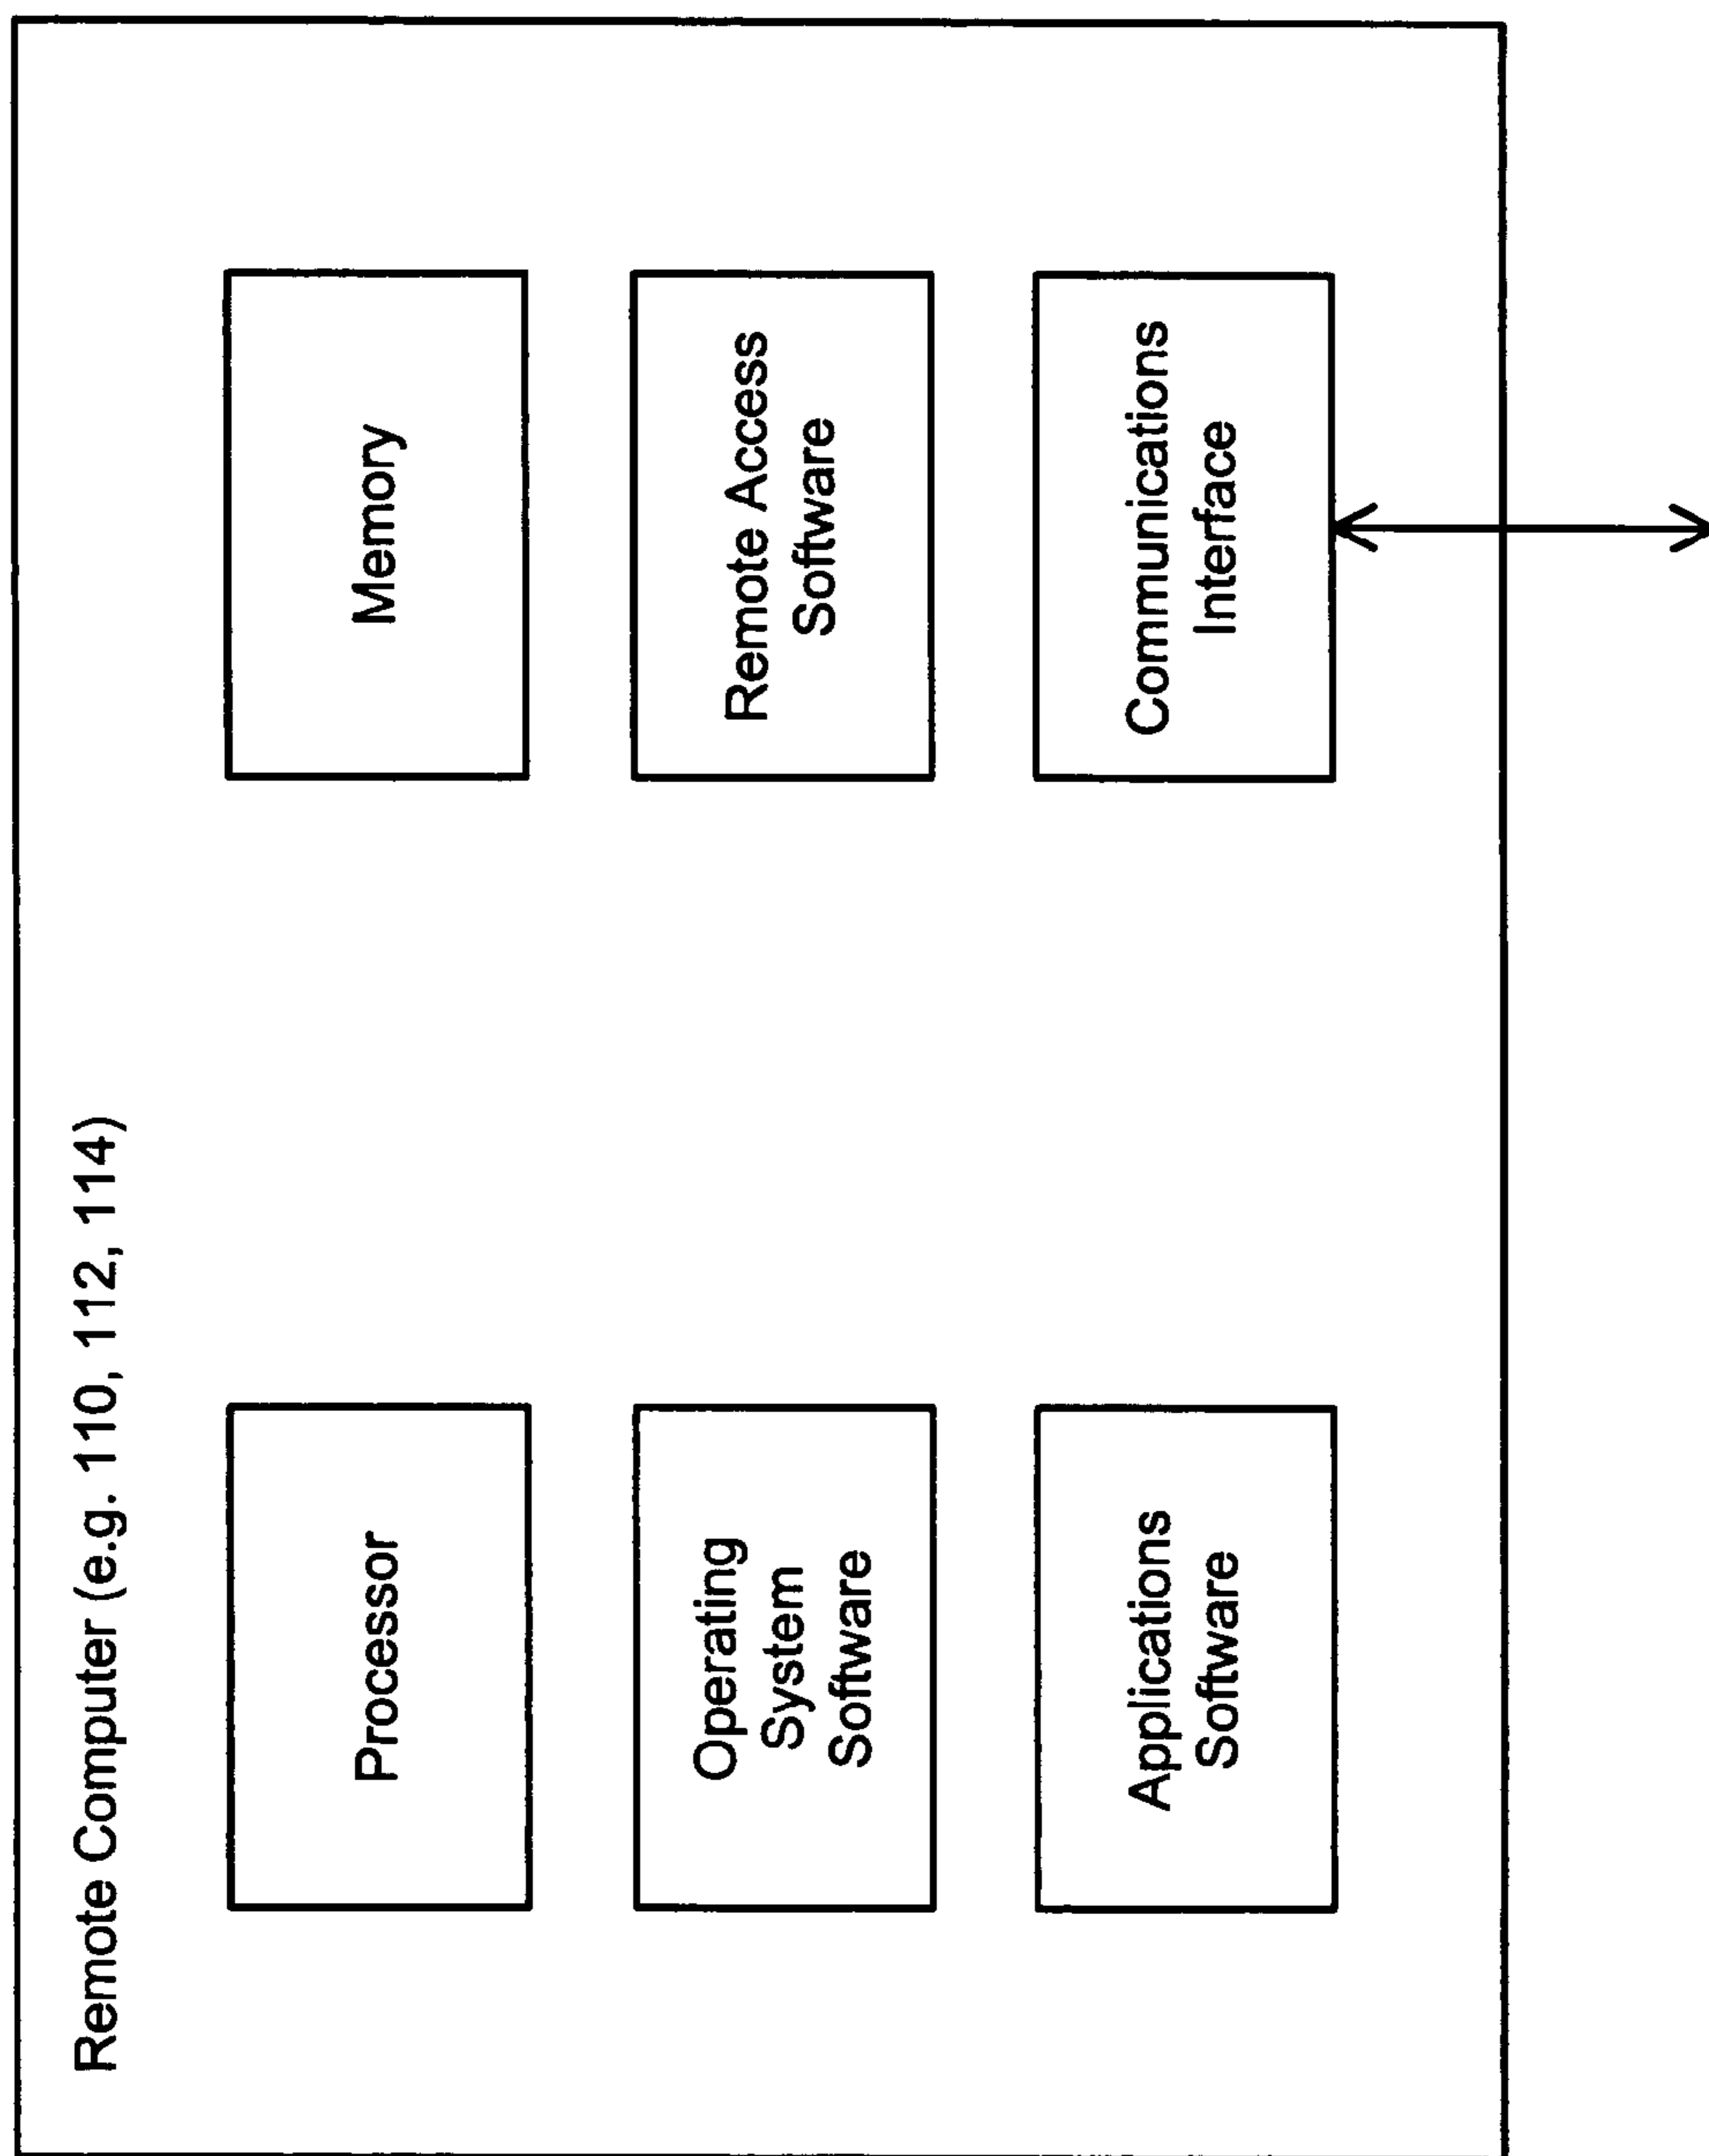 Remote Computer (e.g. 110, 112, 114)
Processor
Memory
Operating
System
Software
Remote Access
Software
Applications
Software
Communications
Interface